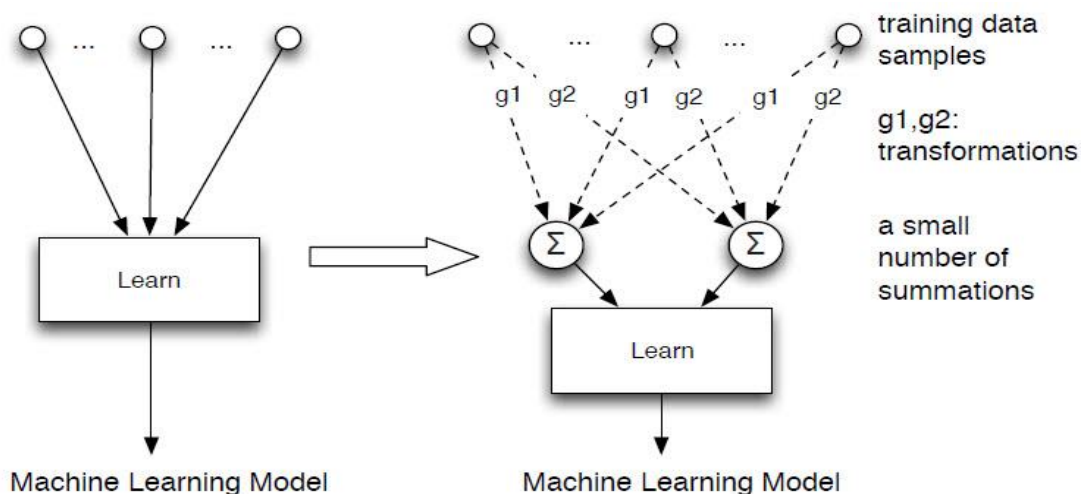 ... ...
... ...
training data
samples
g1 g2 g1 g2 g1 g2
g1,g2:
transformations
Σ Σ
a small
number of
summations
Learn
Learn
Machine Learning Model
Machine Learning Model